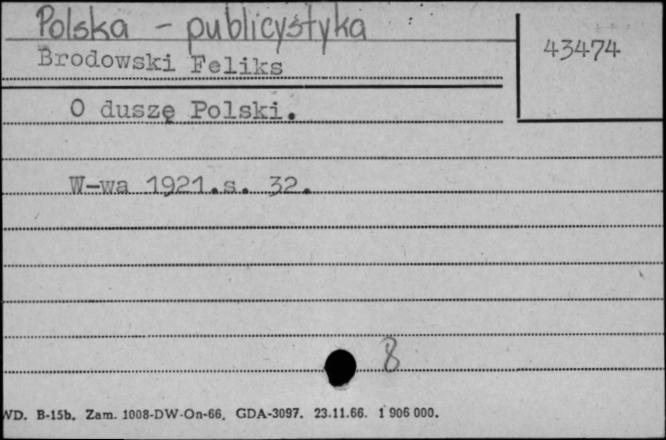 Polska - publicystyka
43474
Brodowski Feliks
O duszę Polski.
W-wa 1921.s. 32.
8
WD. B-15b. Zam. 1008-DW-On-66. GDA-3097. 23.11.66. 1 906 000.